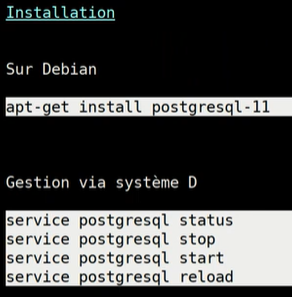 Installation
Sur Debian
apt-get install postgresql-11
Gestion via système D
service postgresql status
service postgresql stop
service postgresql start
service postgresql reload